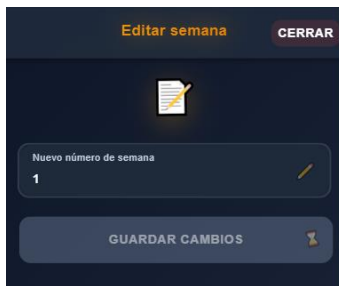 Editar semana
CERRAR
Nuevo número de semana
1
GUARDAR CAMBIOS